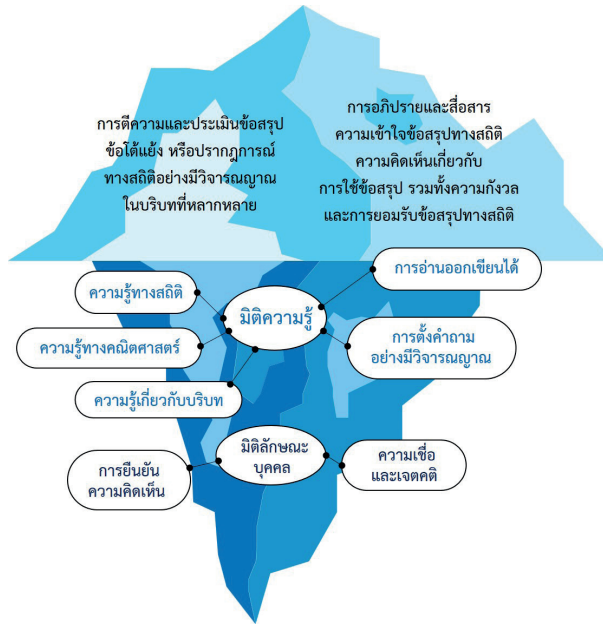 การตีความและประเมินข้อสรุป
ข้อโต้แย้ง หรือปรากฏการณ์
ทางสถิติอย่างมีวิจารณญาณ
ในบริบทที่หลากหลาย
การอภิปรายและสื่อสาร
ความเข้าใจข้อสรุปทางสถิติ
ความคิดเห็นเกี่ยวกับ
การใช้ข้อสรุป รวมทั้งความกังวล
และการยอมรับข้อสรุปทางสถิติ
ความรู้ทางสถิติ
ความรู้ทางคณิตศาสตร์
ความรู้เกี่ยวกับบริบท
มิติความรู้
การอ่านออกเขียนได้
การตั้งคำถาม
อย่างมีวิจารณญาณ
การยืนยัน
ความคิดเห็น
มิติลักษณะ
บุคคล
ความเชื่อ
และเจตคติ